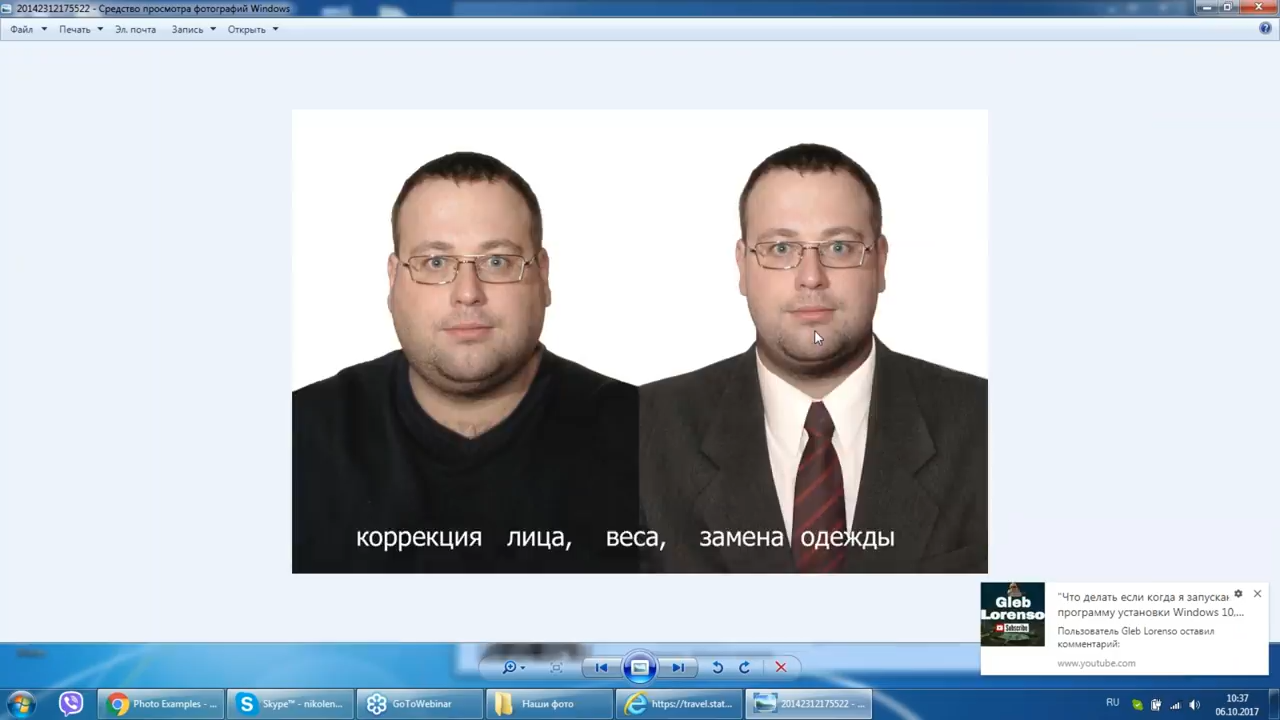 20142312175522 - Средство просмотра фотографий Windows
Файл Печать Эл. почта Запись Открыть
коррекция лица, веса, замена одежды
Gleb
Lorenso
Subscribe
"Что делать если когда я запускаю
программу установки Windows 10,...
Пользователь Gleb Lorenso оставил
комментарий:
www.youtube.com
Photo Examples - ...
Skype™ - nikolen...
GoToWebinar
Наши фото
https://travel.stat...
20142312175522 - ...
RU
10:37
06.10.2017